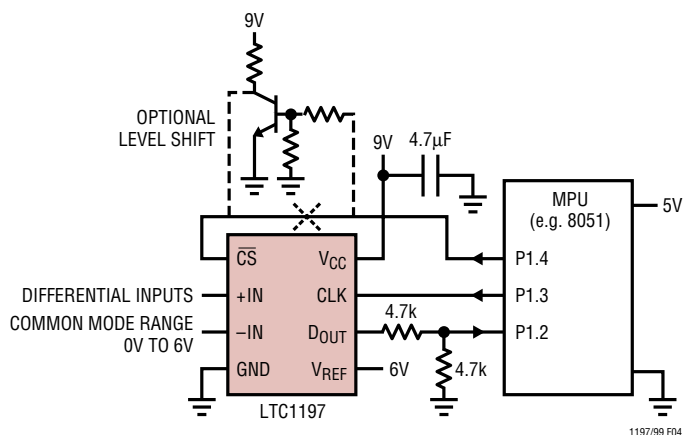 9V
OPTIONAL
LEVEL SHIFT
9V
4.7µF
MPU
(e.g. 8051)
5V
CS
VCC
P1.4
DIFFERENTIAL INPUTS
+IN
CLK
P1.3
COMMON MODE RANGE
0V TO 6V
–IN
DOUT
4.7k
P1.2
GND
VREF
6V
4.7k
LTC1197
1197/99 F04